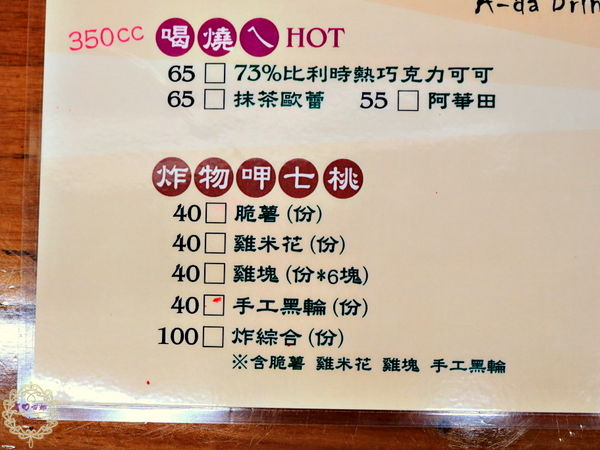 A-da Drin
350cc 喝燒ㄟ HOT
65 □ 73%比利時熱巧克力可可
65 □ 抹茶歐蕾 55 □ 阿華田
炸物呷七桃
40 □ 脆薯(份)
40 □ 雞米花(份)
40 □ 雞塊(份*6塊)
40 □ 手工黑輪(份)
100 □ 炸綜合(份)
※含脆薯 雞米花 雞塊 手工黑輪